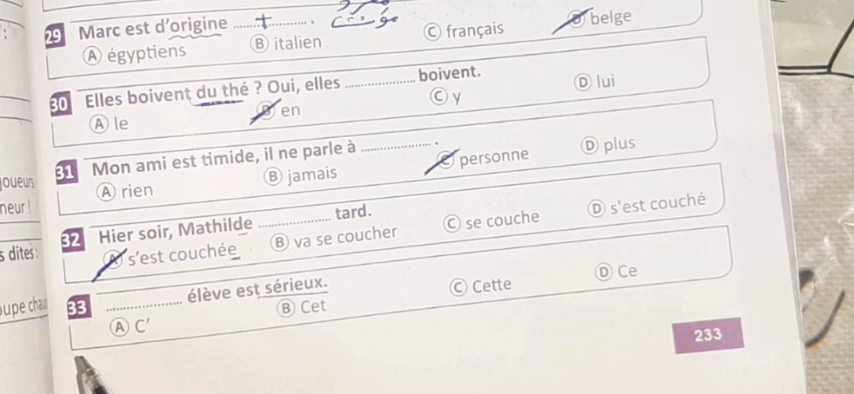 29 Marc est d'origine ............ .
Ⓐ égyptiens Ⓑ italien Ⓒ français Ⓓ belge
30 Elles boivent du thé ? Oui, elles ............ boivent.
Ⓐ le Ⓑ en Ⓒ y Ⓓ lui
31 Mon ami est timide, il ne parle à ............ .
Ⓐ rien Ⓑ jamais Ⓒ personne Ⓓ plus
32 Hier soir, Mathilde ............ tard.
Ⓐ s'est couchée Ⓑ va se coucher Ⓒ se couche Ⓓ s'est couché
33 ............ élève est sérieux.
Ⓐ C' Ⓑ Cet Ⓒ Cette Ⓓ Ce
233
joueurs
neur !
s dites :